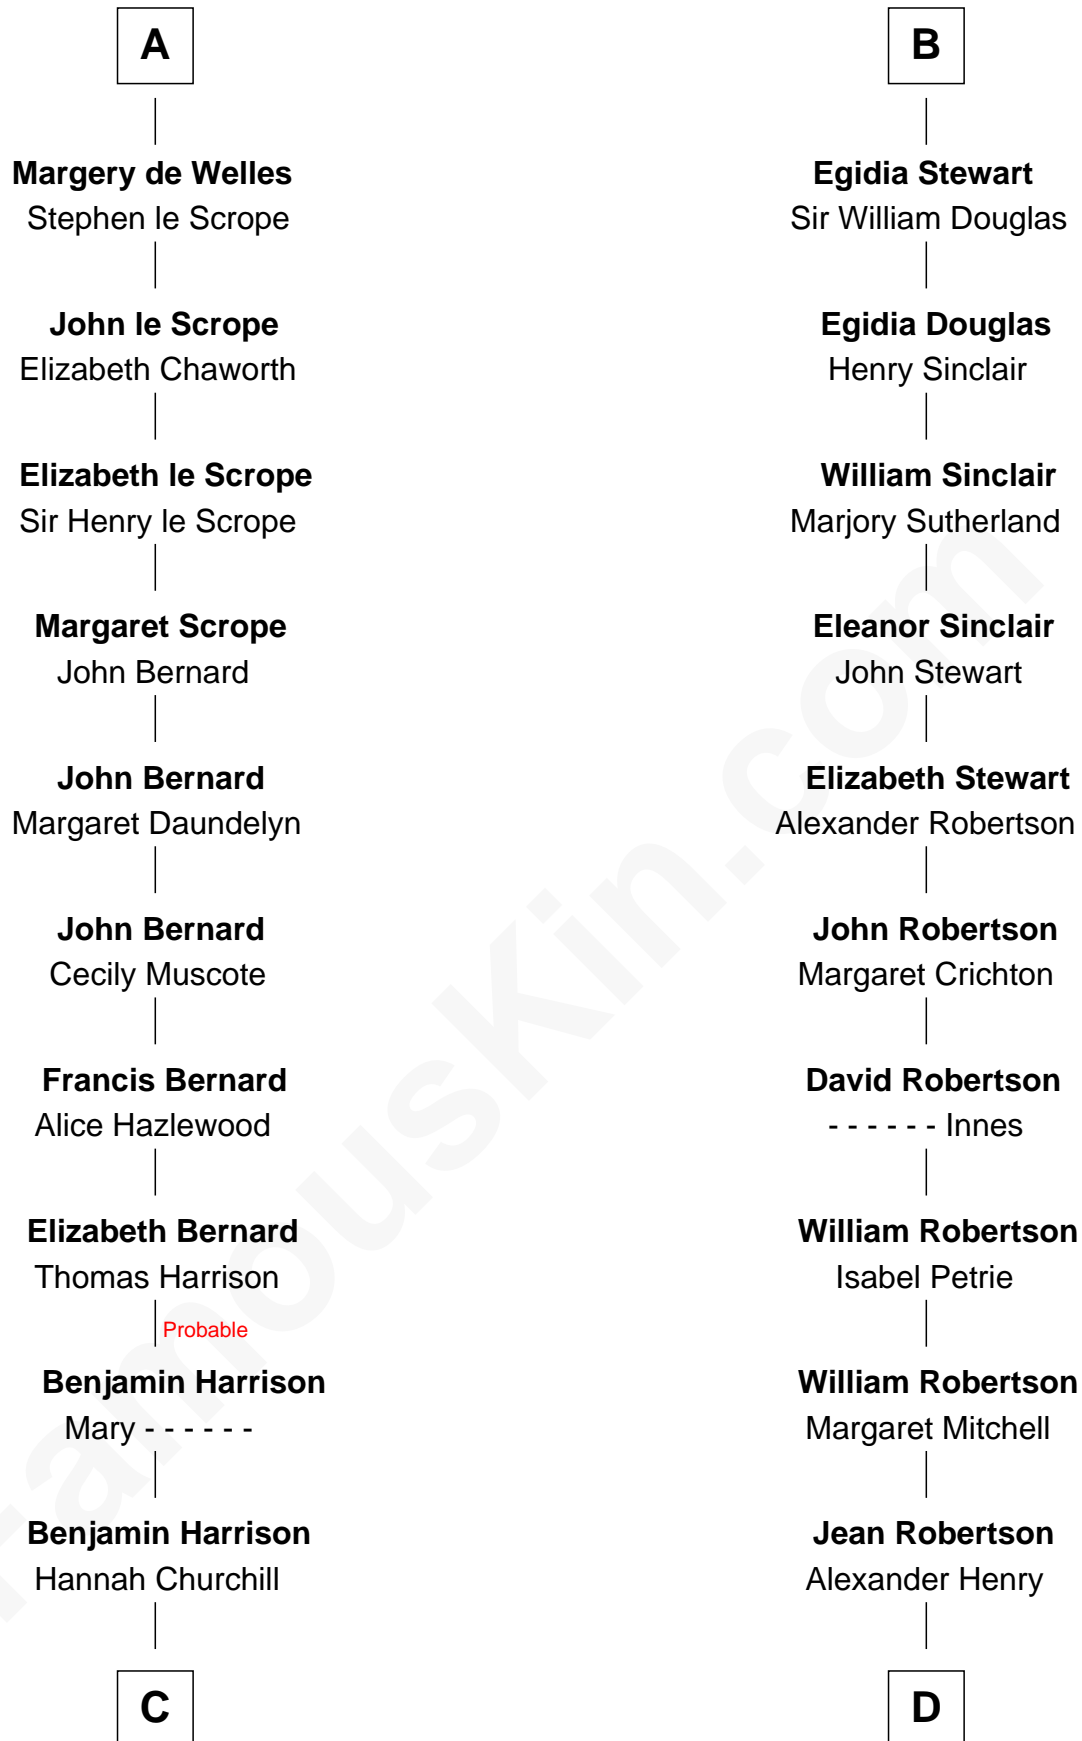 A
Margery de Welles
Stephen le Scrope
John le Scrope
Elizabeth Chaworth
Elizabeth le Scrope
Sir Henry le Scrope
Margaret Scrope
John Bernard
John Bernard
Margaret Daundelyn
John Bernard
Cecily Muscote
Francis Bernard
Alice Hazlewood
Elizabeth Bernard
Thomas Harrison
Probable
Benjamin Harrison
Mary - - - - - -
Benjamin Harrison
Hannah Churchill
C
B
Egidia Stewart
Sir William Douglas
Egidia Douglas
Henry Sinclair
William Sinclair
Marjory Sutherland
Eleanor Sinclair
John Stewart
Elizabeth Stewart
Alexander Robertson
John Robertson
Margaret Crichton
David Robertson
- - - - - - Innes
William Robertson
Isabel Petrie
William Robertson
Margaret Mitchell
Jean Robertson
Alexander Henry
D
FamousKin.com